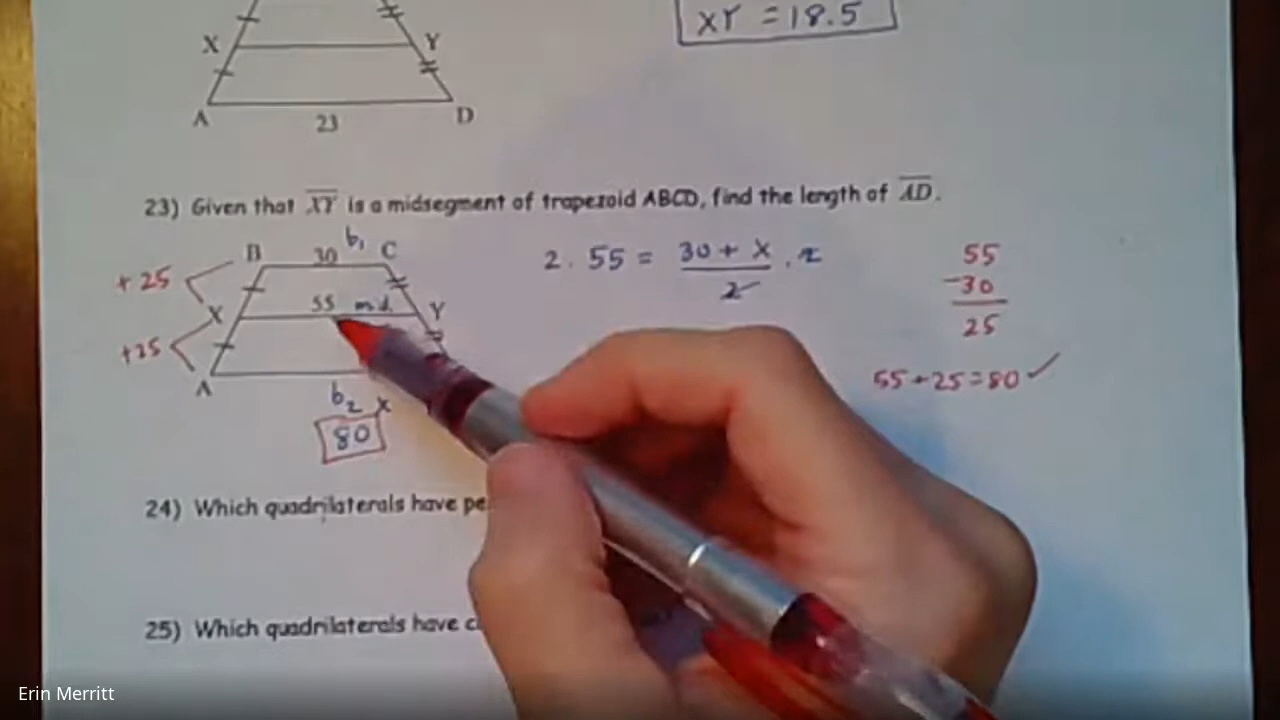 XY = 18.5
X
Y
A
D
23
23) Given that XY is a midsegment of trapezoid ABCD, find the length of AD.
B
30
b₁
C
2 . 55 = 30 + x . 2
2
55
-30
25
+25
X
55
Y
+25
A
b₂
x
80
55+25=80 ✓
24) Which quadrilaterals have
25) Which quadrilaterals have
Erin Merritt